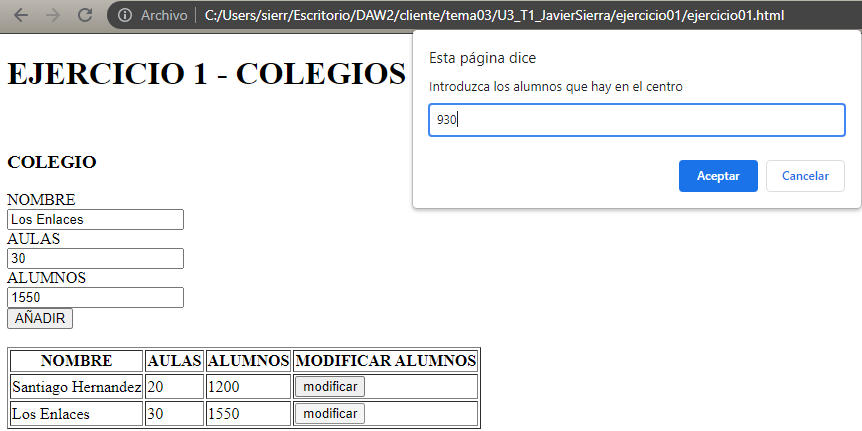 Archivo | C:/Users/sierr/Escritorio/DAW2/cliente/tema03/U3_T1_JavierSierra/ejercicio01/ejercicio01.html
Esta página dice
Introduzca los alumnos que hay en el centro
930
Aceptar Cancelar
EJERCICIO 1 - COLEGIOS
COLEGIO
NOMBRE
Los Enlaces
AULAS
30
ALUMNOS
1550
AÑADIR
NOMBRE AULAS ALUMNOS MODIFICAR ALUMNOS
Santiago Hernandez 20 1200 modificar
Los Enlaces 30 1550 modificar